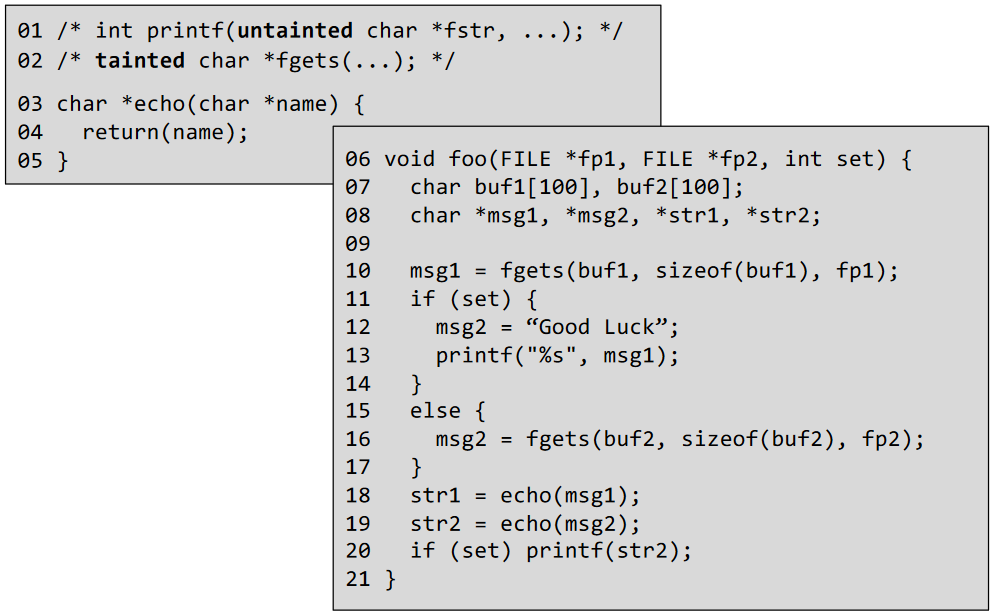 01 /* int printf(untainted char *fstr, ...); */
02 /* tainted char *fgets(...); */
03 char *echo(char *name) {
04   return(name);
05 }
06 void foo(FILE *fp1, FILE *fp2, int set) {
07   char buf1[100], buf2[100];
08   char *msg1, *msg2, *str1, *str2;
09
10   msg1 = fgets(buf1, sizeof(buf1), fp1);
11   if (set) {
12     msg2 = “Good Luck”;
13     printf("%s", msg1);
14   }
15   else {
16     msg2 = fgets(buf2, sizeof(buf2), fp2);
17   }
18   str1 = echo(msg1);
19   str2 = echo(msg2);
20   if (set) printf(str2);
21 }